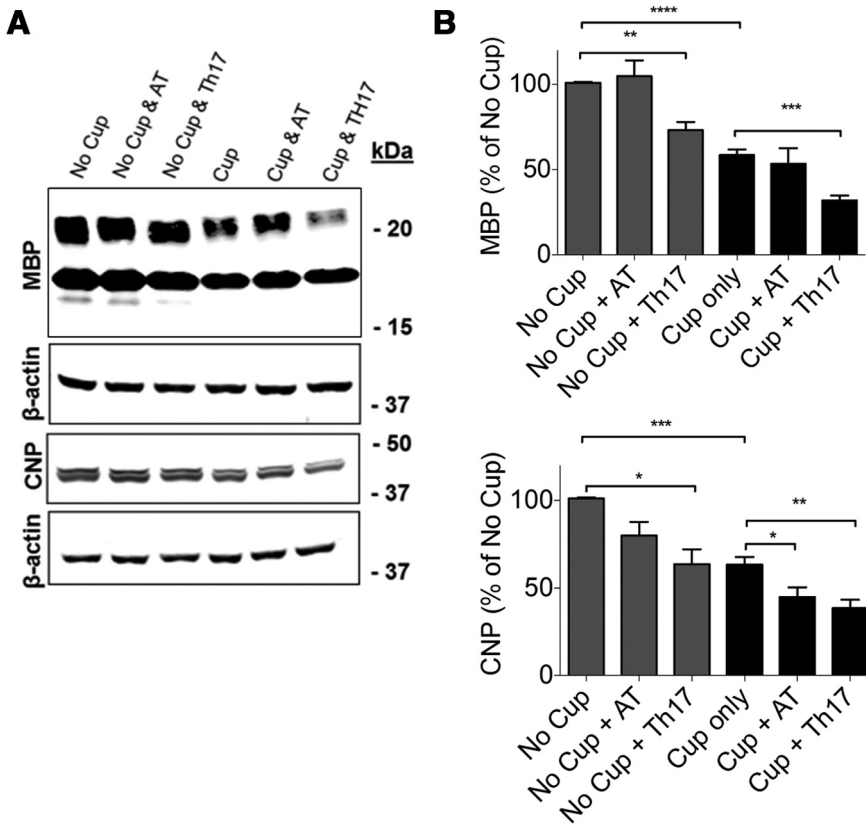 A
No Cup
No Cup & AT
No Cup & Th17
Cup
Cup & AT
Cup & TH17
kDa
MBP
- 20
- 15
β-actin
- 37
CNP
- 50
- 37
β-actin
- 37
B
MBP (% of No Cup)
100
50
0
****
**
***
No Cup
No Cup + AT
No Cup + Th17
Cup only
Cup + AT
Cup + Th17
CNP (% of No Cup)
100
50
0
***
*
**
*
No Cup
No Cup + AT
No Cup + Th17
Cup only
Cup + AT
Cup + Th17